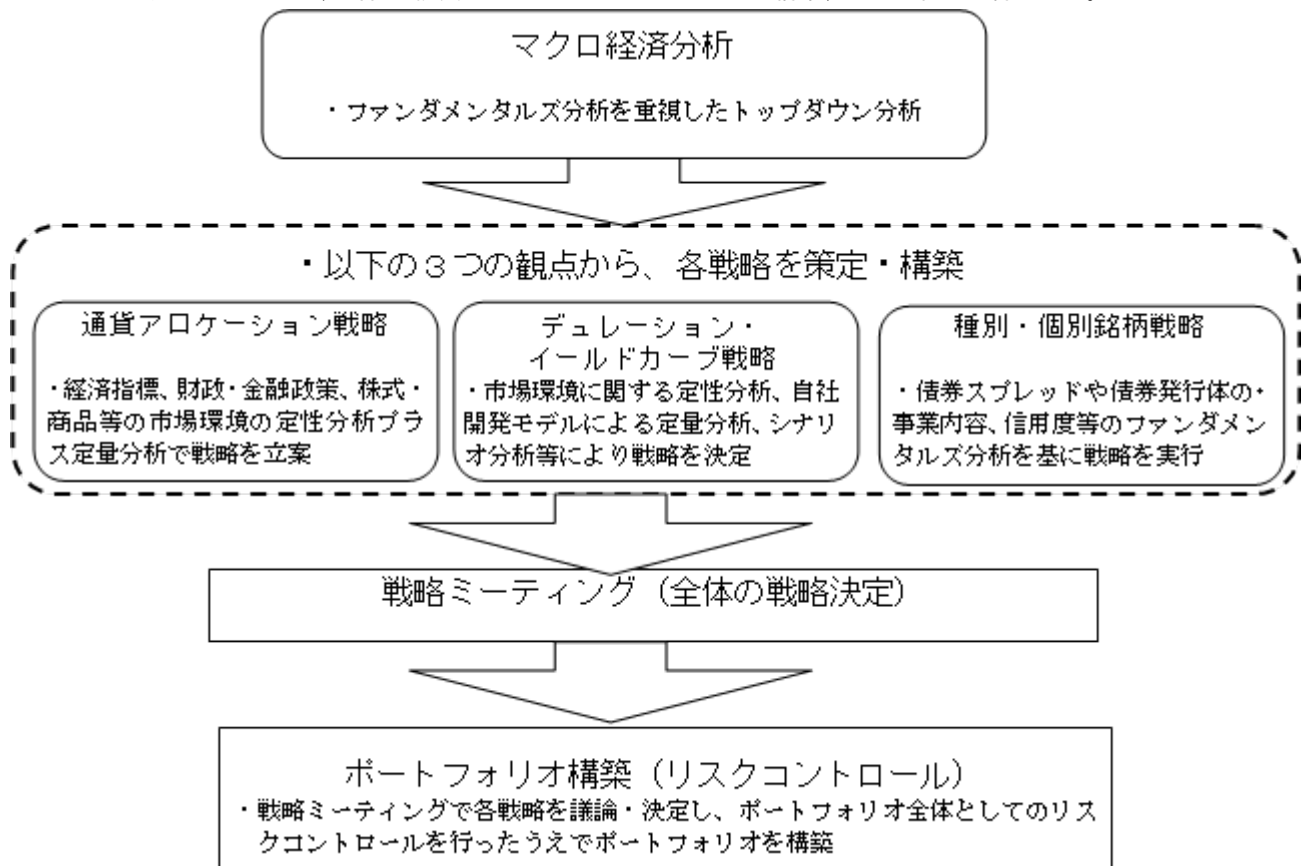 マクロ経済分析
・ファンダメンタルズ分析を重視したトップダウン分析
・以下の３つの観点から、各戦略を策定・構築
通貨アロケーション戦略
・経済指標、財政・金融政策、株式・
商品等の市場環境の定性分析プラ
ス定量分析で戦略を立案
デュレーション・
イールドカーブ戦略
・市場環境に関する定性分析、自社
開発モデルによる定量分析、シナリ
オ分析等により戦略を決定
種別・個別銘柄戦略
・債券スプレッドや債券発行体の・
事業内容、信用度等のファンダメン
タルズ分析を基に戦略を実行
戦略ミーティング（全体の戦略決定）
ポートフォリオ構築（リスクコントロール）
・戦略ミーティングで各戦略を議論・決定し、ポートフォリオ全体としてのリス
クコントロールを行ったうえでポートフォリオを構築